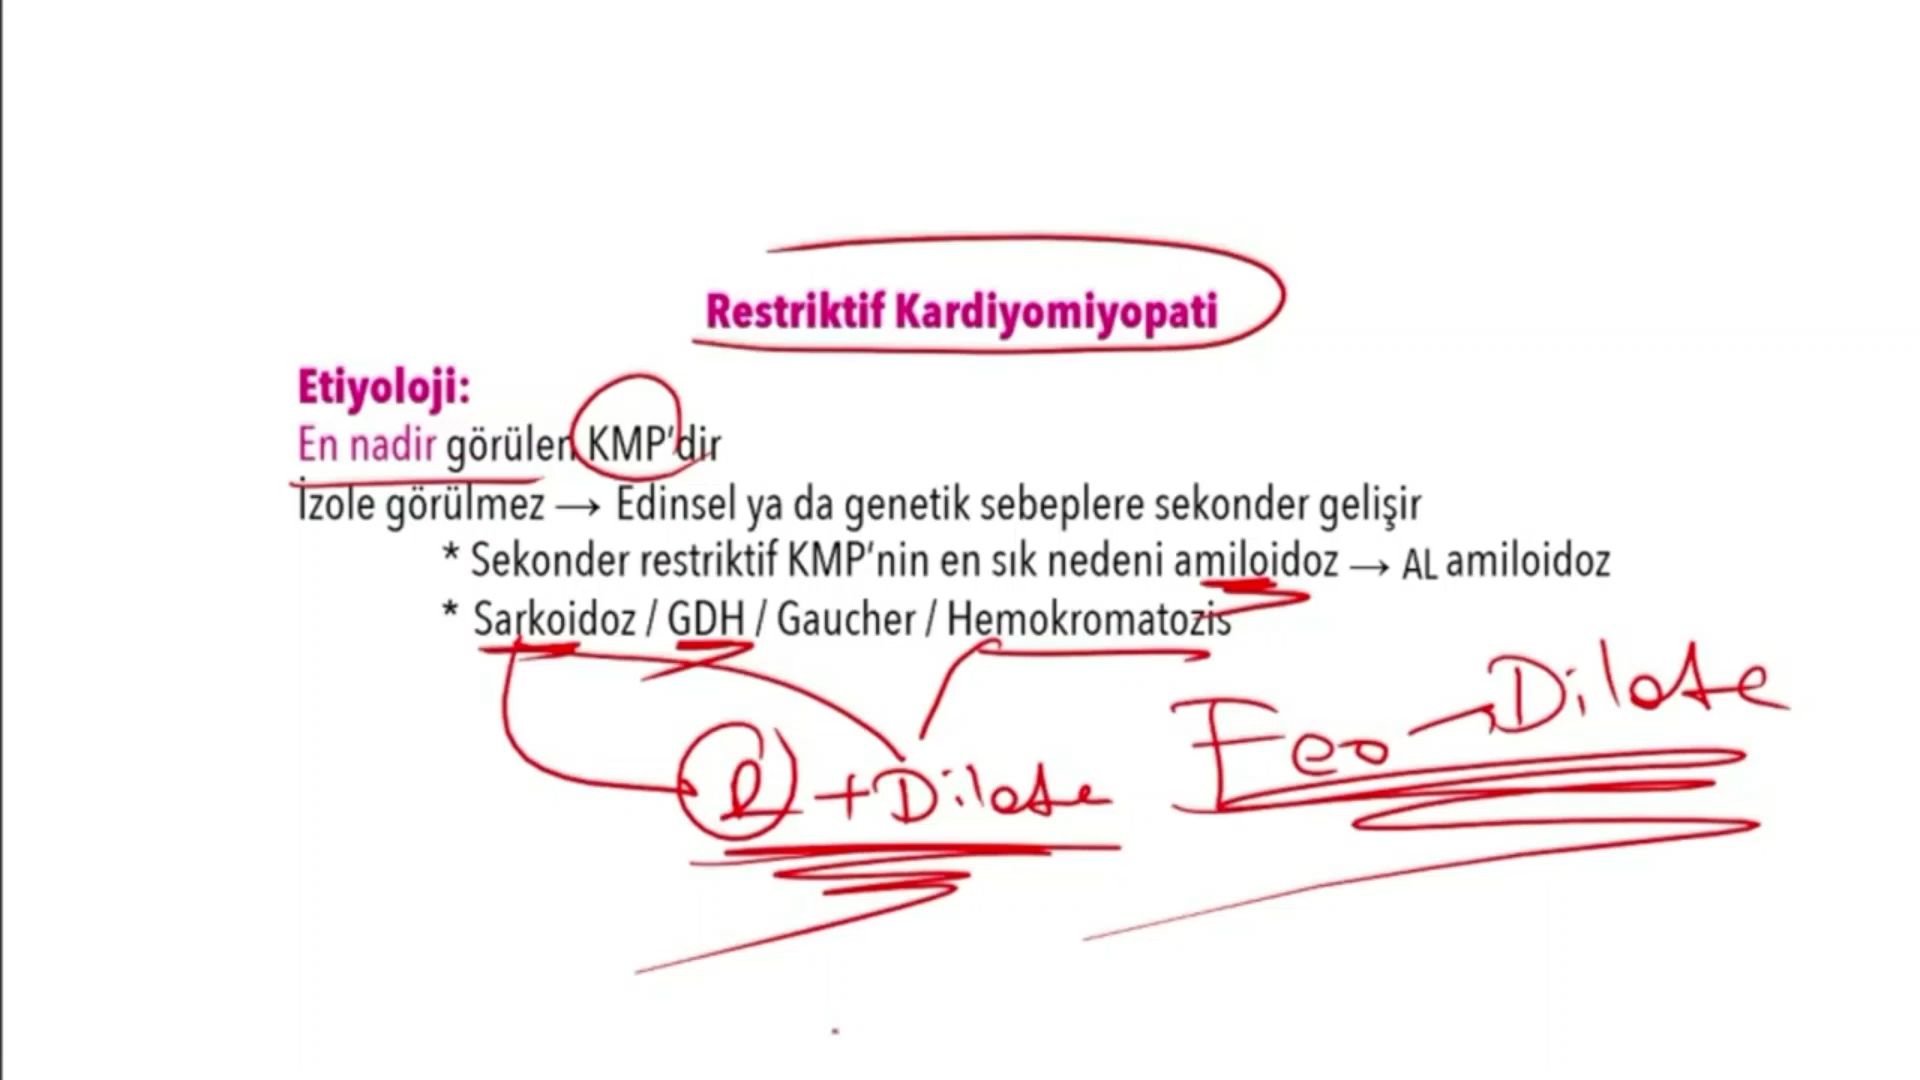 Restriktif Kardiyomiyopati
Etiyoloji:
En nadir görülen KMP'dir
İzole görülmez → Edinsel ya da genetik sebeplere sekonder gelişir
* Sekonder restriktif KMP'nin en sık nedeni amiloidoz → AL amiloidoz
* Sarkoidoz / GDH / Gaucher / Hemokromatozis
+ Dilate
Feo → Dilate